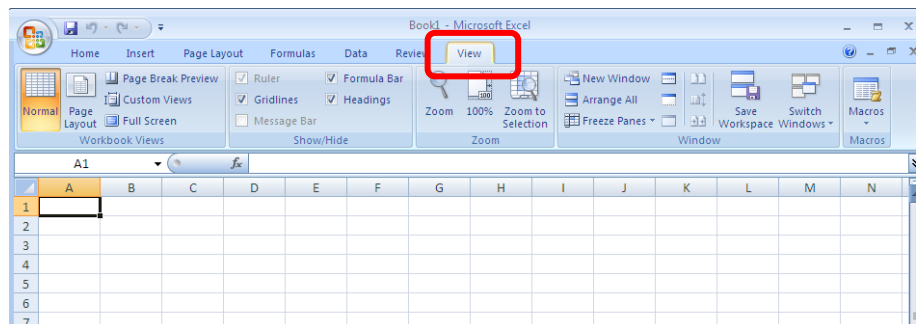 Book1 - Microsoft Excel
Home Insert Page Layout Formulas Data Review View
Normal
Page Layout
Page Break Preview
Custom Views
Full Screen
Workbook Views
Ruler
Gridlines
Message Bar
Formula Bar
Headings
Show/Hide
Zoom
100
100%
Zoom to Selection
Zoom
New Window
Arrange All
Freeze Panes
Save Workspace
Switch Windows
Window
Macros
Macros
A1 fx
A B C D E F G H I J K L M N
1
2
3
4
5
6
7